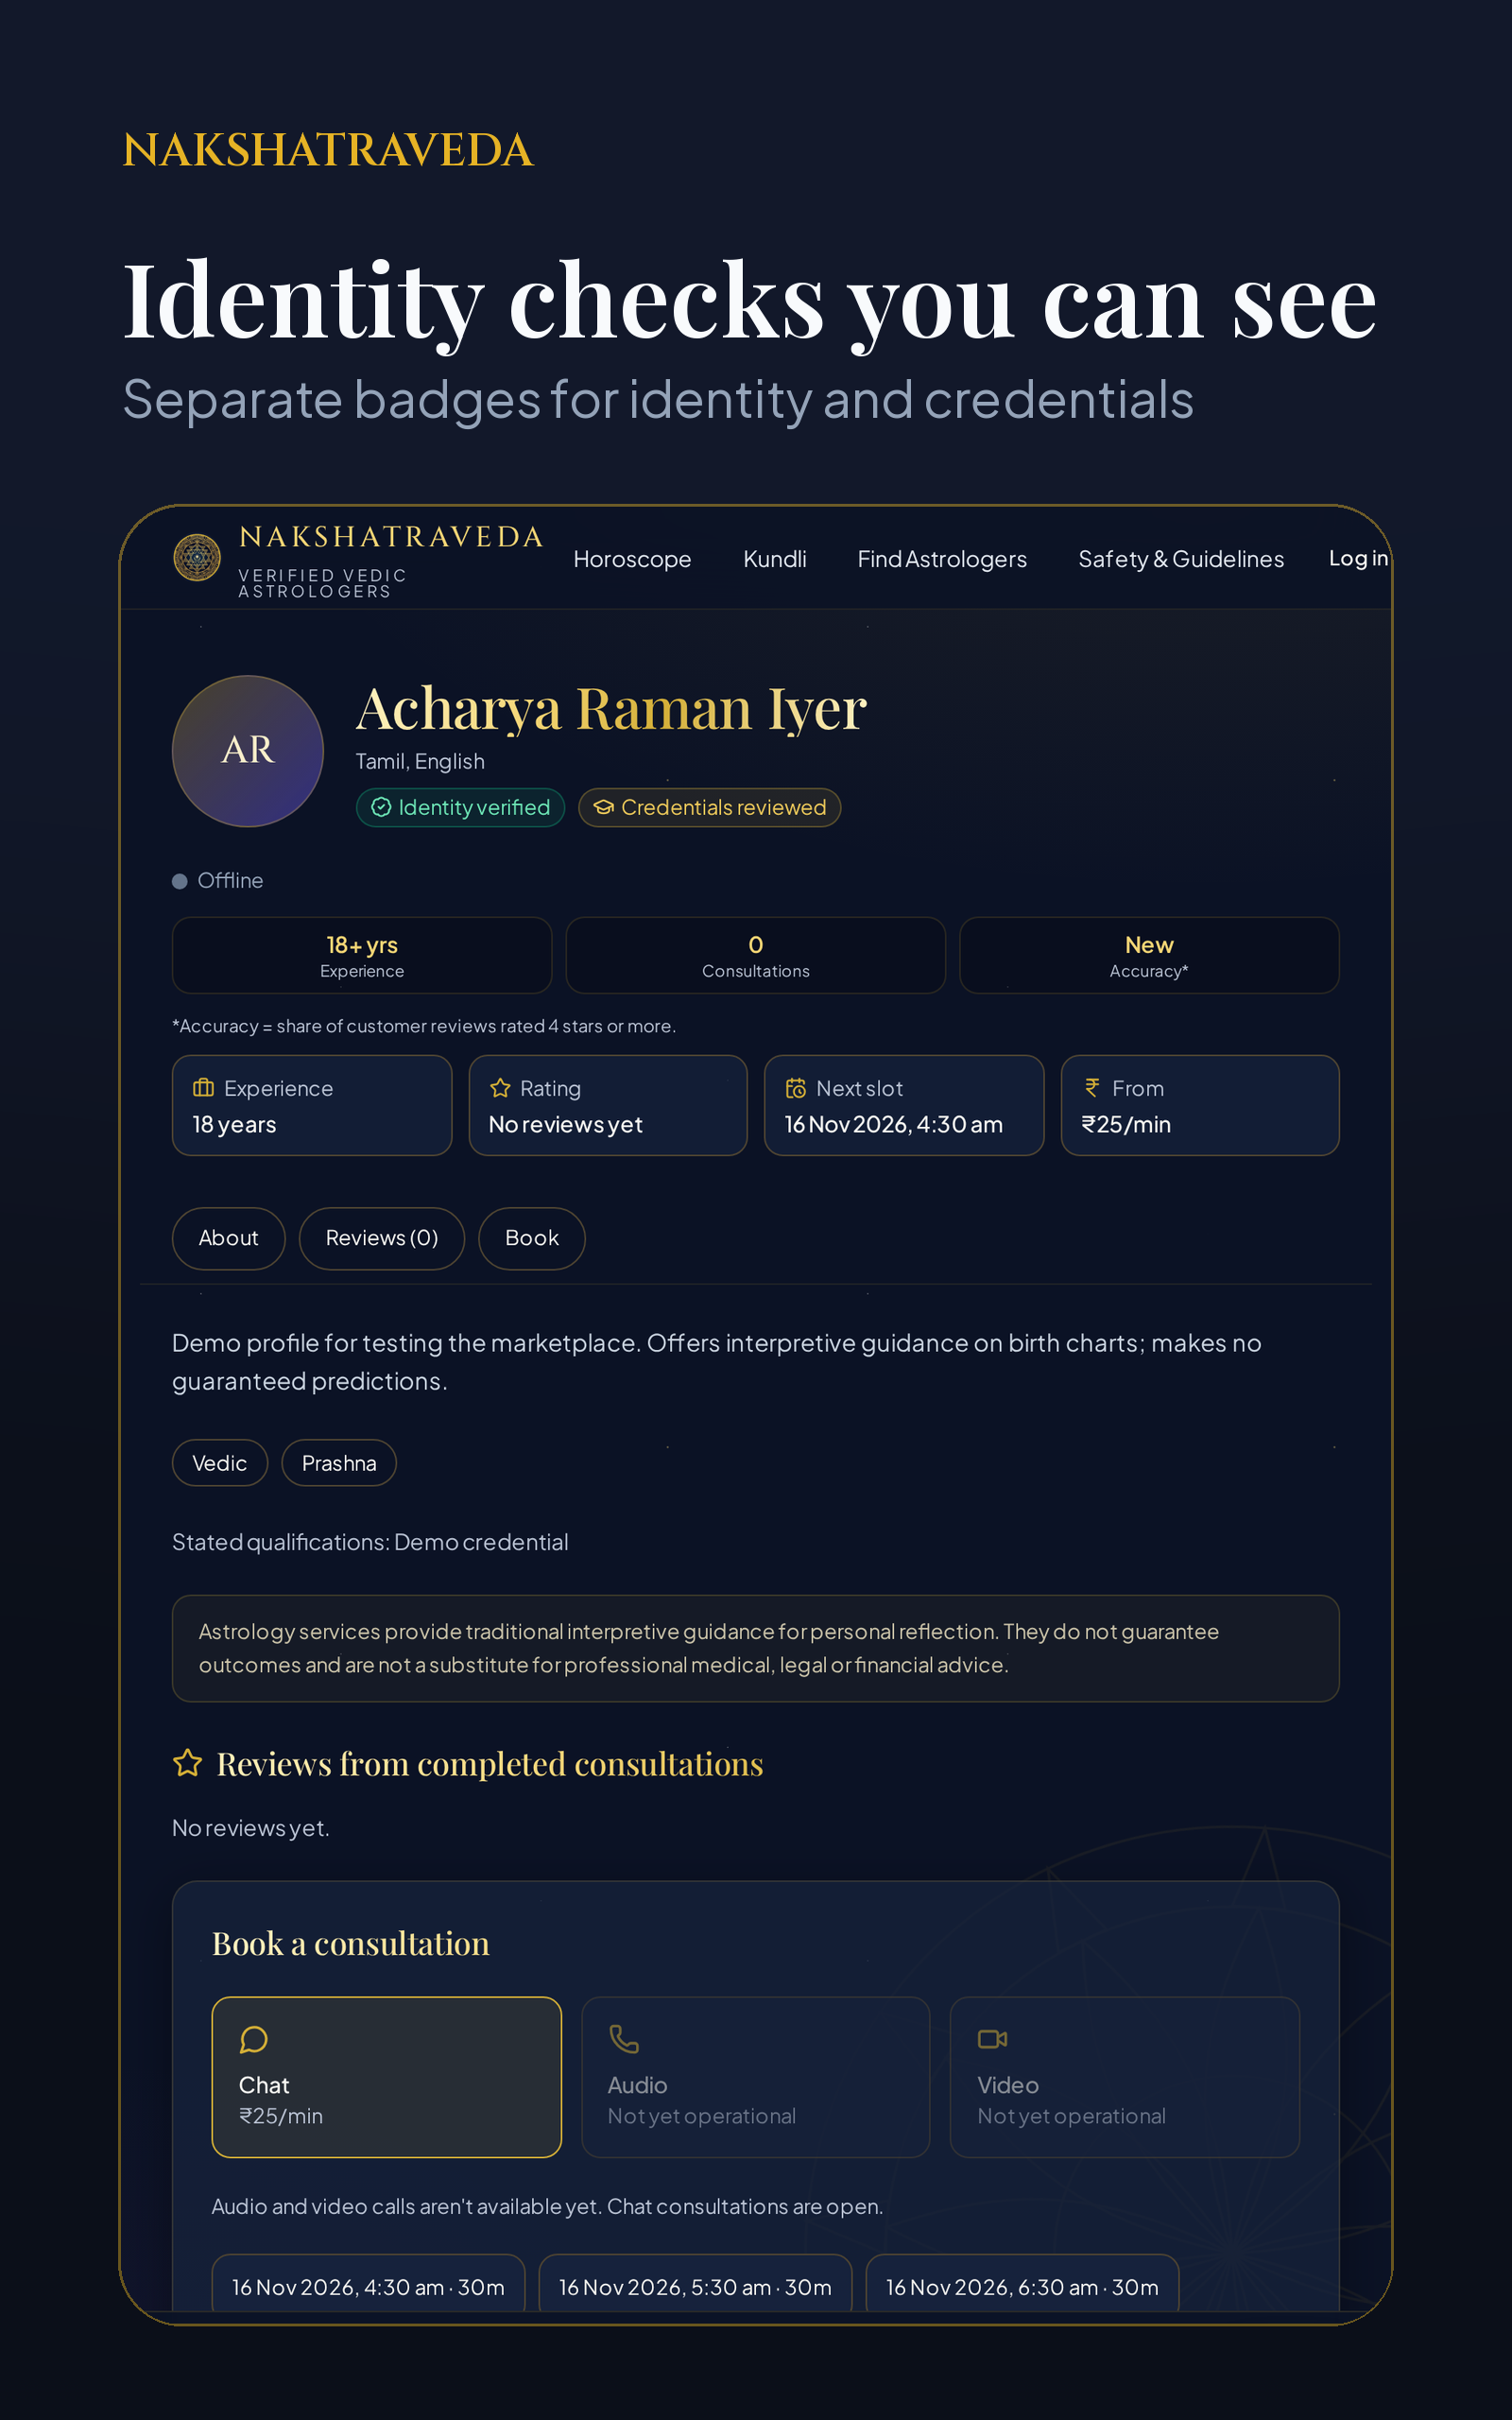 NAKSHATRAVEDA
Identity checks you can see
Separate badges for identity and credentials
NAKSHATRAVEDA
VERIFIED VEDIC
ASTROLOGERS
Horoscope
Kundli
Find Astrologers
Safety & Guidelines
Log in
AR
Acharya Raman Iyer
Tamil, English
Identity verified
Credentials reviewed
Offline
18+ yrs
Experience
0
Consultations
New
Accuracy*
*Accuracy = share of customer reviews rated 4 stars or more.
Experience
18 years
Rating
No reviews yet
Next slot
16 Nov 2026, 4:30 am
From
₹25/min
About
Reviews (0)
Book
Demo profile for testing the marketplace. Offers interpretive guidance on birth charts; makes no
guaranteed predictions.
Vedic
Prashna
Stated qualifications: Demo credential
Astrology services provide traditional interpretive guidance for personal reflection. They do not guarantee
outcomes and are not a substitute for professional medical, legal or financial advice.
Reviews from completed consultations
No reviews yet.
Book a consultation
Chat
₹25/min
Audio
Not yet operational
Video
Not yet operational
Audio and video calls aren't available yet. Chat consultations are open.
16 Nov 2026, 4:30 am · 30m
16 Nov 2026, 5:30 am · 30m
16 Nov 2026, 6:30 am · 30m